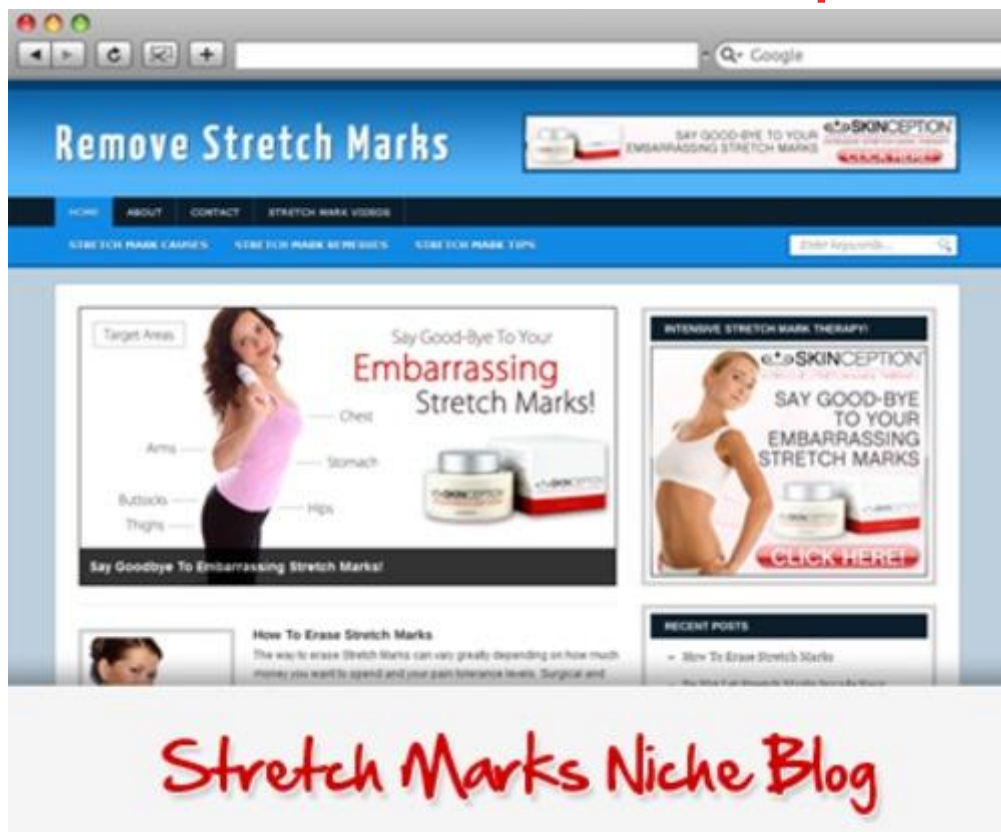 Google
Remove Stretch Marks
SAY GOOD-BYE TO YOUR
EMBARRASSING STRETCH MARKS
SKINCEPTION
CLICK HERE!
HOME ABOUT CONTACT STRETCH MARK VIDEOS
STRETCH MARK CAUSES STRETCH MARK REMEDIES STRETCH MARK TIPS
Enter keywords...
Target Areas
Say Good-Bye To Your
Embarrassing
Stretch Marks!
Chest
Arms
Stomach
Buttocks
Hips
Thighs
SKINCEPTION
Say Goodbye To Embarrassing Stretch Marks!
INTENSIVE STRETCH MARK THERAPY!
SKINCEPTION
SAY GOOD-BYE
TO YOUR
EMBARRASSING
STRETCH MARKS
CLICK HERE!
How To Erase Stretch Marks
The way to erase Stretch Marks can vary greatly depending on how much
money you want to spend and your pain tolerance levels. Surgical and
RECENT POSTS
How To Erase Stretch Marks
Stretch Marks Niche Blog